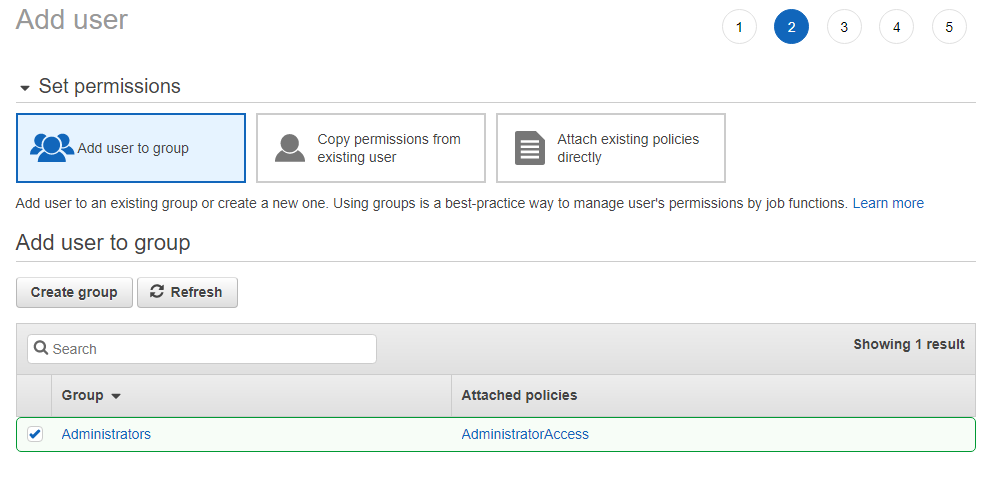 Add user
1 2 3 4 5
Set permissions
Add user to group
Copy permissions from
existing user
Attach existing policies
directly
Add user to an existing group or create a new one. Using groups is a best-practice way to manage user's permissions by job functions. Learn more
Add user to group
Create group Refresh
Search
Showing 1 result
Group Attached policies
Administrators AdministratorAccess